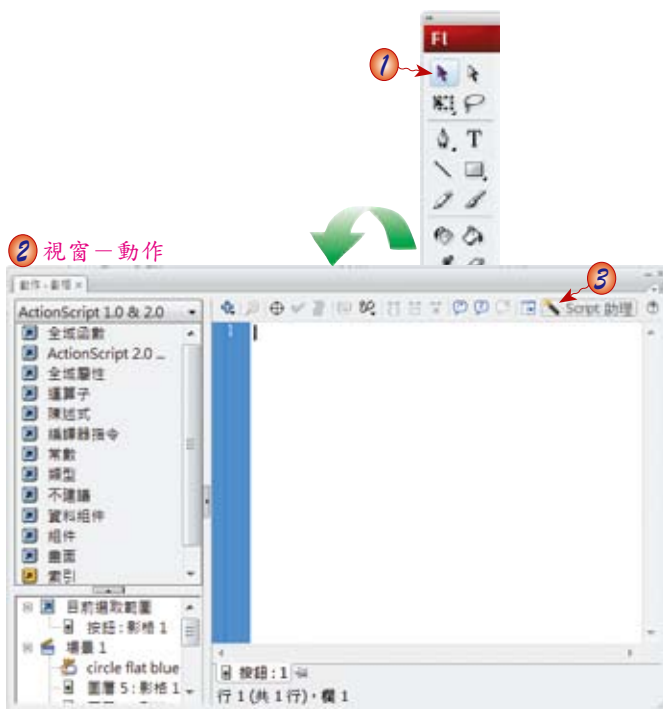 Fl
1
T
2 視窗－動作
動作 - 影格 ×
3
ActionScript 1.0 & 2.0
Script 助理
全域函數
ActionScript 2.0 ...
全域屬性
運算子
陳述式
編譯器指令
常數
類型
不建議
資料組件
組件
畫面
索引
1
目前選取範圍
按鈕 : 影格 1
場景 1
circle flat blue
圖層 5 : 影格 1
按鈕 : 1
行 1 (共 1 行)，欄 1